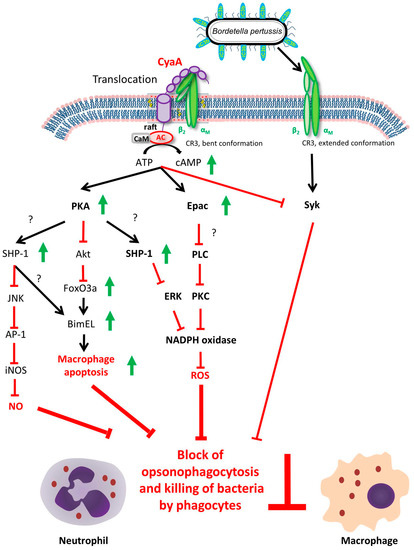 Bordetella pertussis
CyaA
Translocation
raft
β2 αM
β2 αM
CaM AC
CR3, bent conformation
CR3, extended conformation
ATP cAMP
PKA
Epac
Syk
?
?
?
SHP-1
Akt
SHP-1
PLC
?
JNK
FoxO3a
ERK
PKC
AP-1
BimEL
NADPH oxidase
iNOS
Macrophage
apoptosis
ROS
NO
Block of
opsonophagocytosis
and killing of bacteria
by phagocytes
Neutrophil
Macrophage